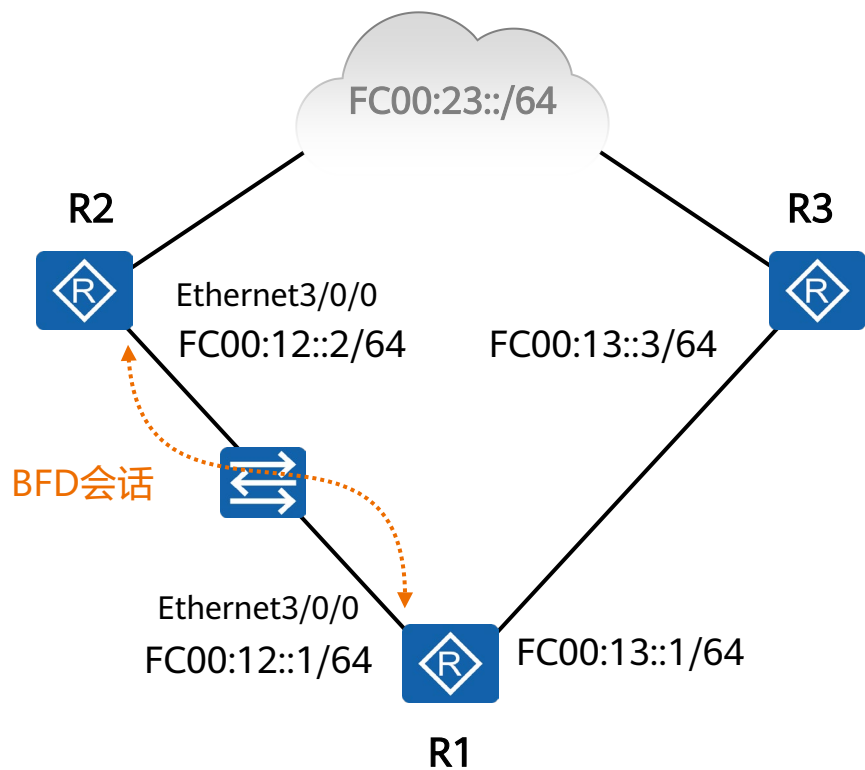 FC00:23::/64
R2
R3
R
R
Ethernet3/0/0
FC00:12::2/64
FC00:13::3/64
BFD会话
Ethernet3/0/0
FC00:12::1/64
R
FC00:13::1/64
R1